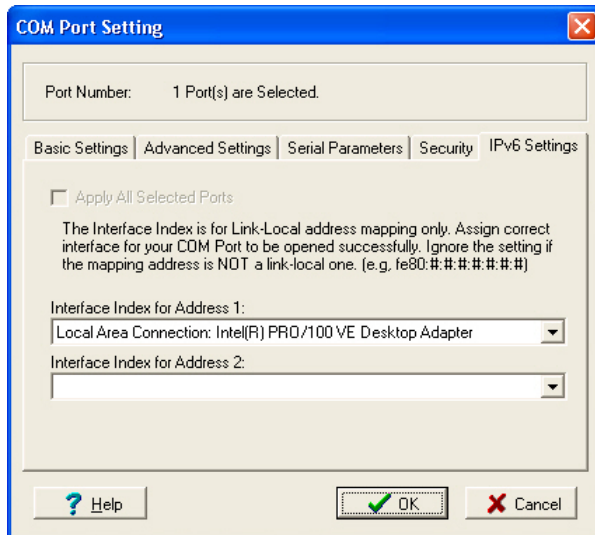 COM Port Setting
Port Number: 1 Port(s) are Selected.
Basic Settings Advanced Settings Serial Parameters Security IPv6 Settings
Apply All Selected Ports
The Interface Index is for Link-Local address mapping only. Assign correct
interface for your COM Port to be opened successfully. Ignore the setting if
the mapping address is NOT a link-local one. (e.g, fe80:#:#:#:#:#:#:#)
Interface Index for Address 1:
Local Area Connection: Intel(R) PRO/100 VE Desktop Adapter
Interface Index for Address 2:
? Help OK Cancel